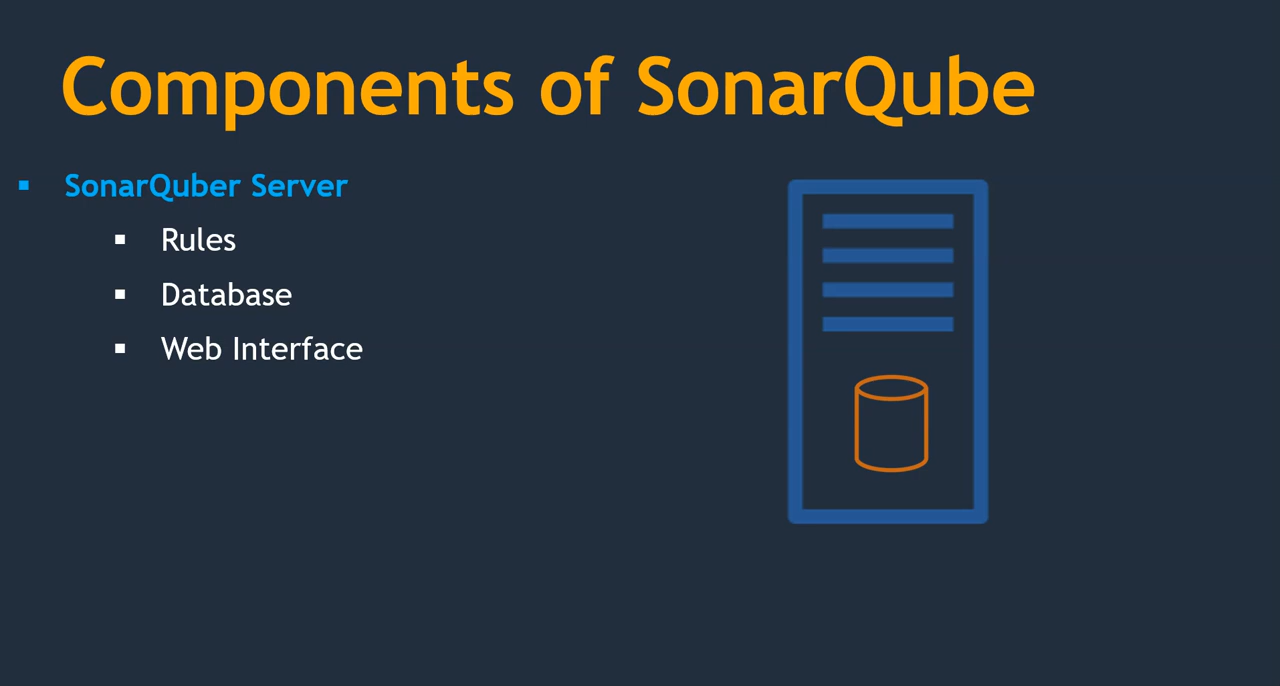 Components of SonarQube
▪ SonarQuber Server
▪ Rules
▪ Database
▪ Web Interface